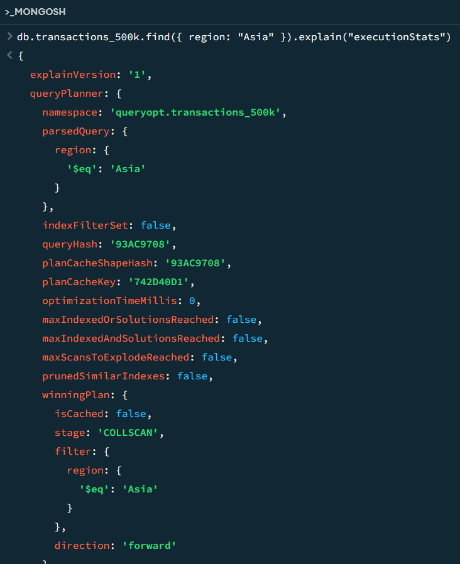 >_MONGOSH
> db.transactions_500k.find({ region: "Asia" }).explain("executionStats")
< {
explainVersion: '1',
queryPlanner: {
namespace: 'queryopt.transactions_500k',
parsedQuery: {
region: {
'$eq': 'Asia'
}
},
indexFilterSet: false,
queryHash: '93AC9708',
planCacheShapeHash: '93AC9708',
planCacheKey: '742D40D1',
optimizationTimeMillis: 0,
maxIndexedOrSolutionsReached: false,
maxIndexedAndSolutionsReached: false,
maxScansToExplodeReached: false,
prunedSimilarIndexes: false,
winningPlan: {
isCached: false,
stage: 'COLLSCAN',
filter: {
region: {
'$eq': 'Asia'
}
},
direction: 'forward'
}